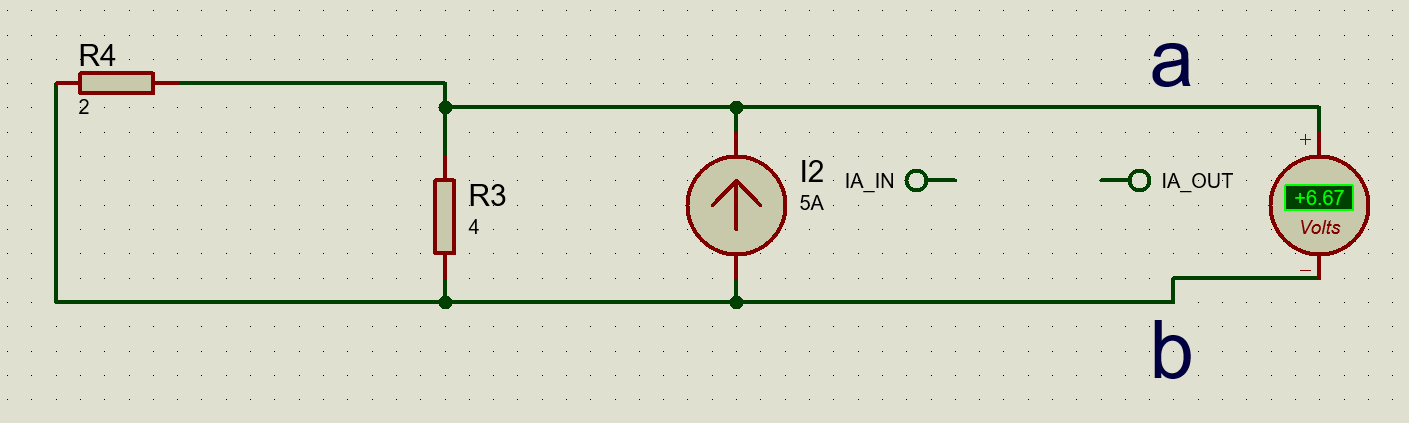 R4
2
R3
4
I2
5A
IA_IN
IA_OUT
a
+
+6.67
Volts
−
b